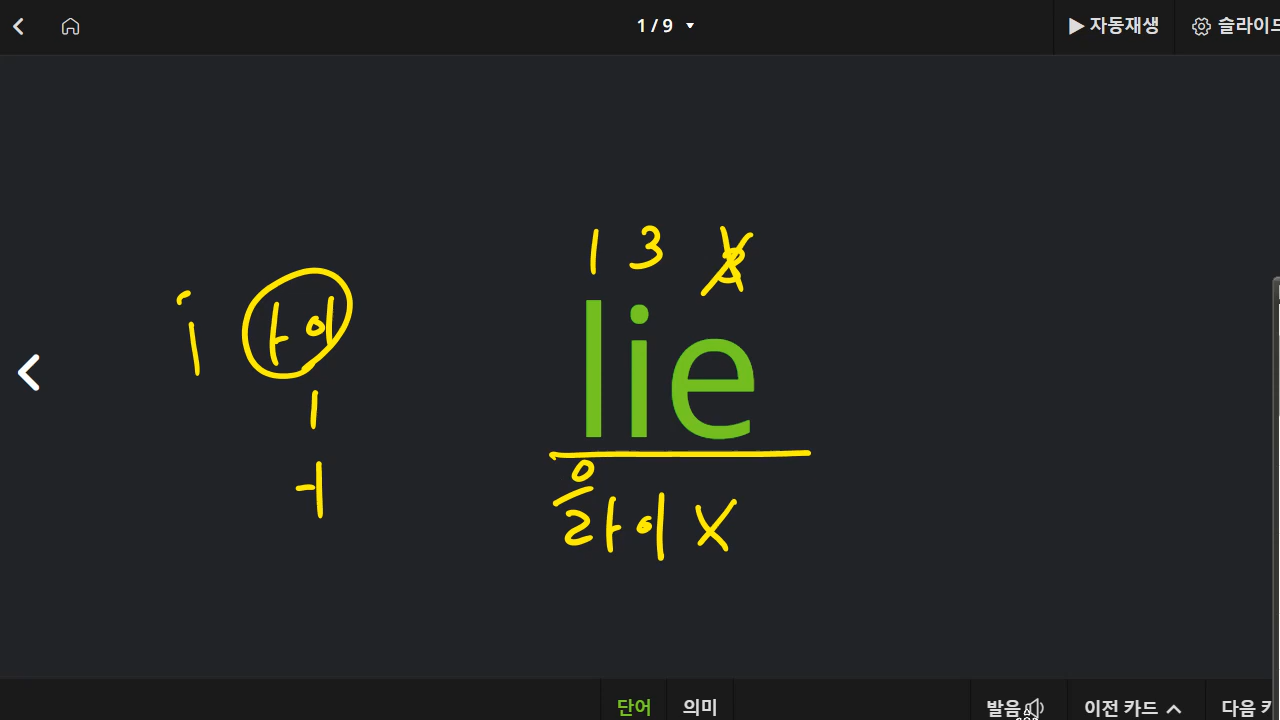 1 / 9
자동재생
슬라이드
1 3
i ㅏ이
lie
ㅣ
ㅓ
라이 X
단어
의미
발음
이전 카드
다음 카